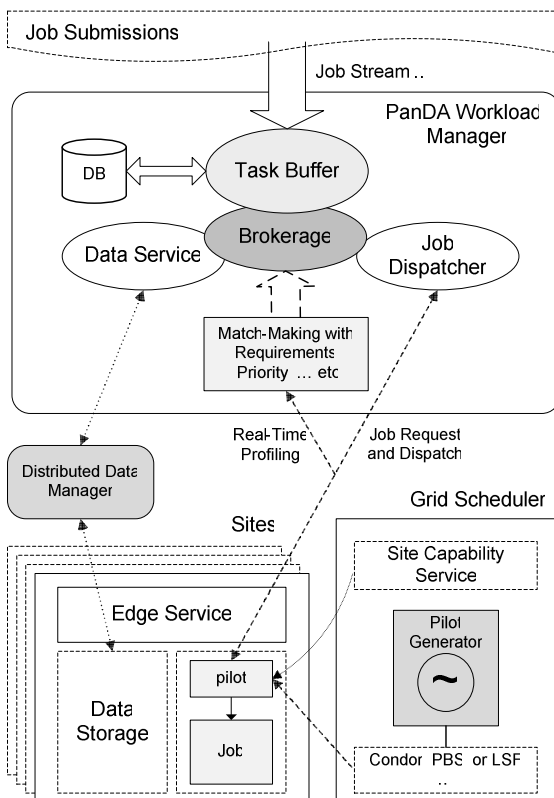 Job Submissions
Job Stream ..
PanDA Workload
Manager
DB
Task Buffer
Brokerage
Data Service
Job
Dispatcher
Match-Making with
Requirements
Priority ... etc
Real-Time
Profiling
Job Request
and Dispatch
Distributed Data
Manager
Sites
Grid Scheduler
Edge Service
Data
Storage
pilot
Job
Site Capability
Service
Pilot
Generator
~
Condor PBS or LSF
..